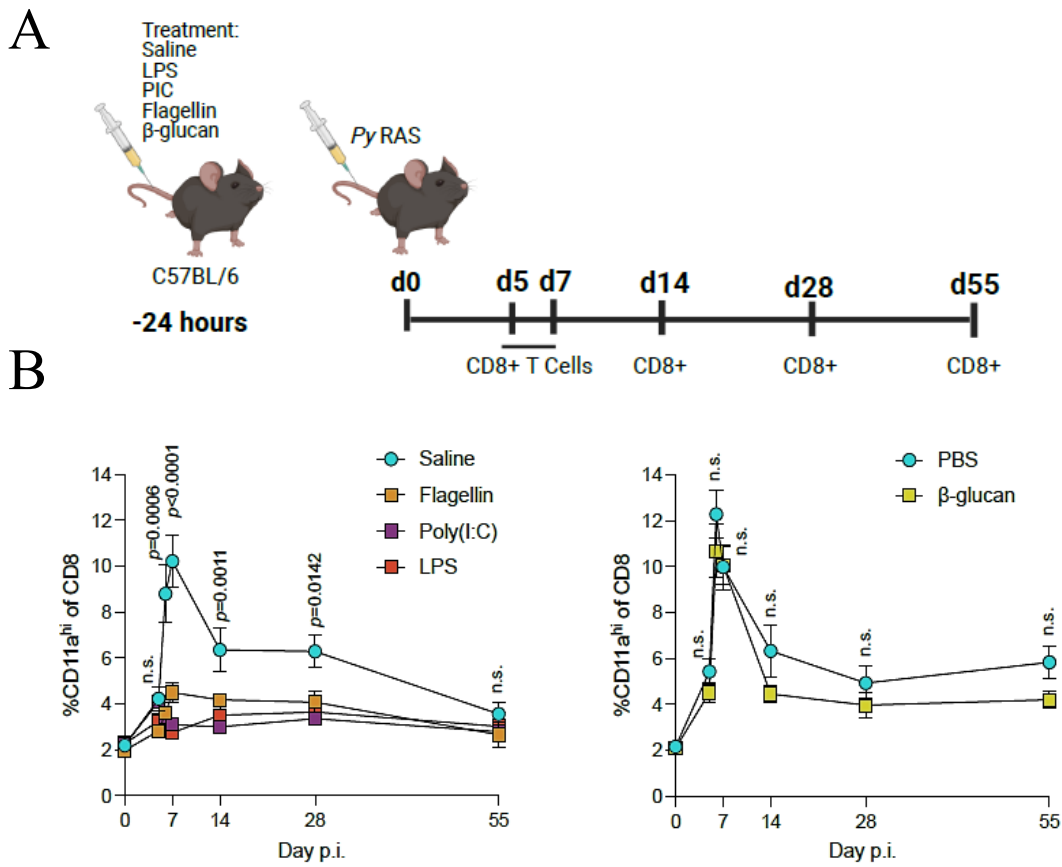 A
Treatment:
Saline
LPS
PIC
Flagellin
β-glucan
Py RAS
C57BL/6
-24 hours
d0 d5 d7 d14 d28 d55
CD8+ T Cells CD8+ CD8+ CD8+
B
%CD11a^hi of CD8
14
12
10
8
6
4
2
0
n.s.
p=0.0006
p<0.0001
p=0.0011
p=0.0142
n.s.
Saline
Flagellin
Poly(I:C)
LPS
0 7 14 28 55
Day p.i.
%CD11a^hi of CD8
14
12
10
8
6
4
2
0
n.s.
n.s.
n.s.
n.s.
n.s.
n.s.
PBS
β-glucan
0 7 14 28 55
Day p.i.